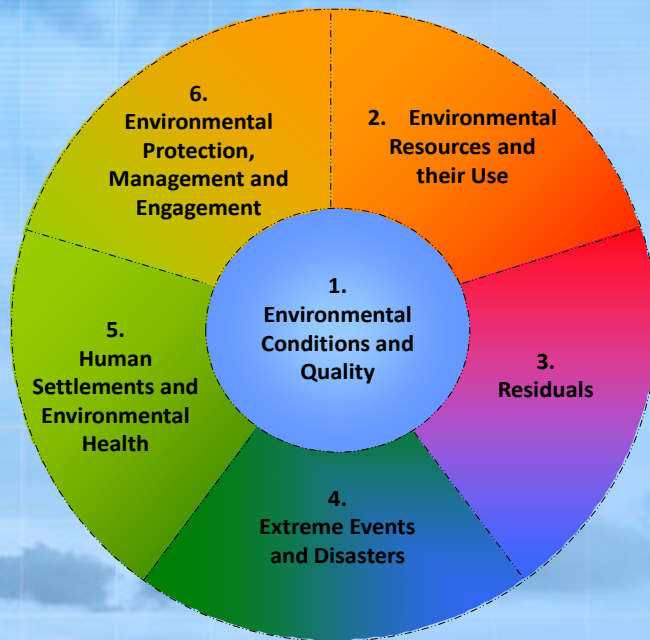 1.
Environmental
Conditions and
Quality
2. Environmental
Resources and
their Use
3.
Residuals
4.
Extreme Events
and Disasters
5.
Human
Settlements and
Environmental
Health
6.
Environmental
Protection,
Management and
Engagement